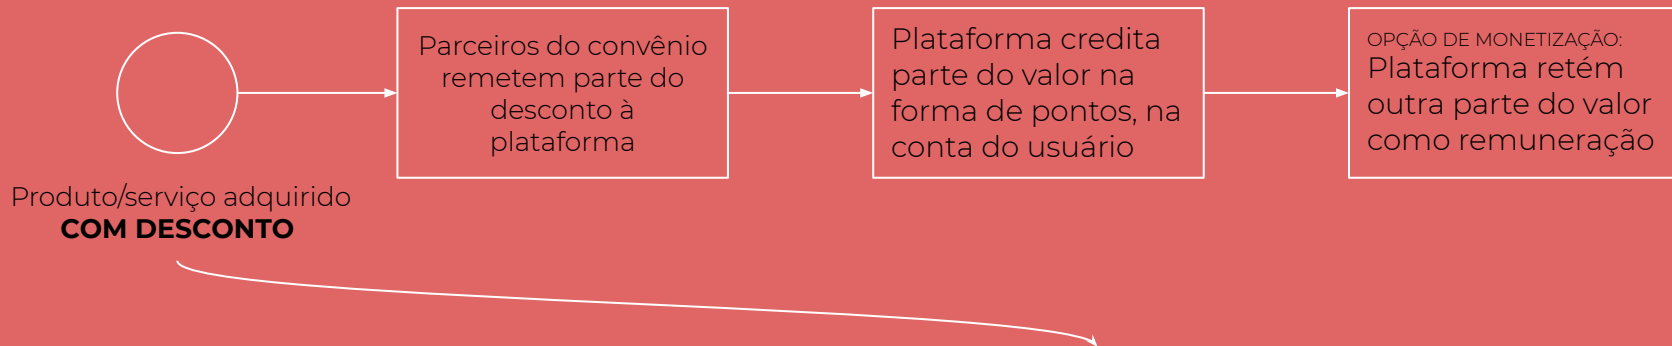 Produto/serviço adquirido
COM DESCONTO
Parceiros do convênio
remetem parte do
desconto à
plataforma
Plataforma credita
parte do valor na
forma de pontos, na
conta do usuário
OPÇÃO DE MONETIZAÇÃO:
Plataforma retém
outra parte do valor
como remuneração